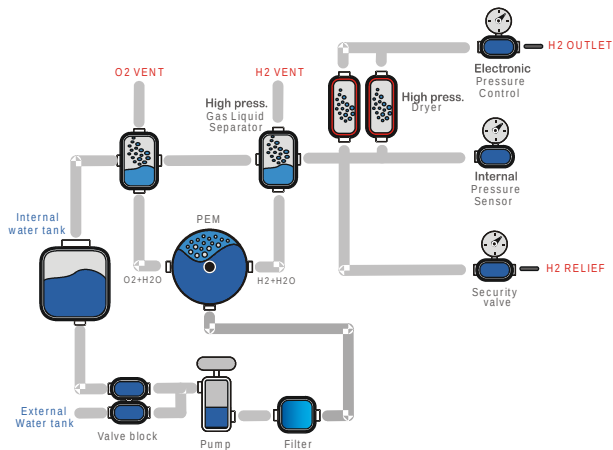 H2 OUTLET
Electronic
Pressure
Control
O2 VENT
H2 VENT
High press.
Gas Liquid
Separator
High press.
Dryer
Internal
Pressure
Sensor
Internal
water tank
PEM
O2+H2O
H2+H2O
H2 RELIEF
Security
valve
External
Water tank
Valve block
Pump
Filter